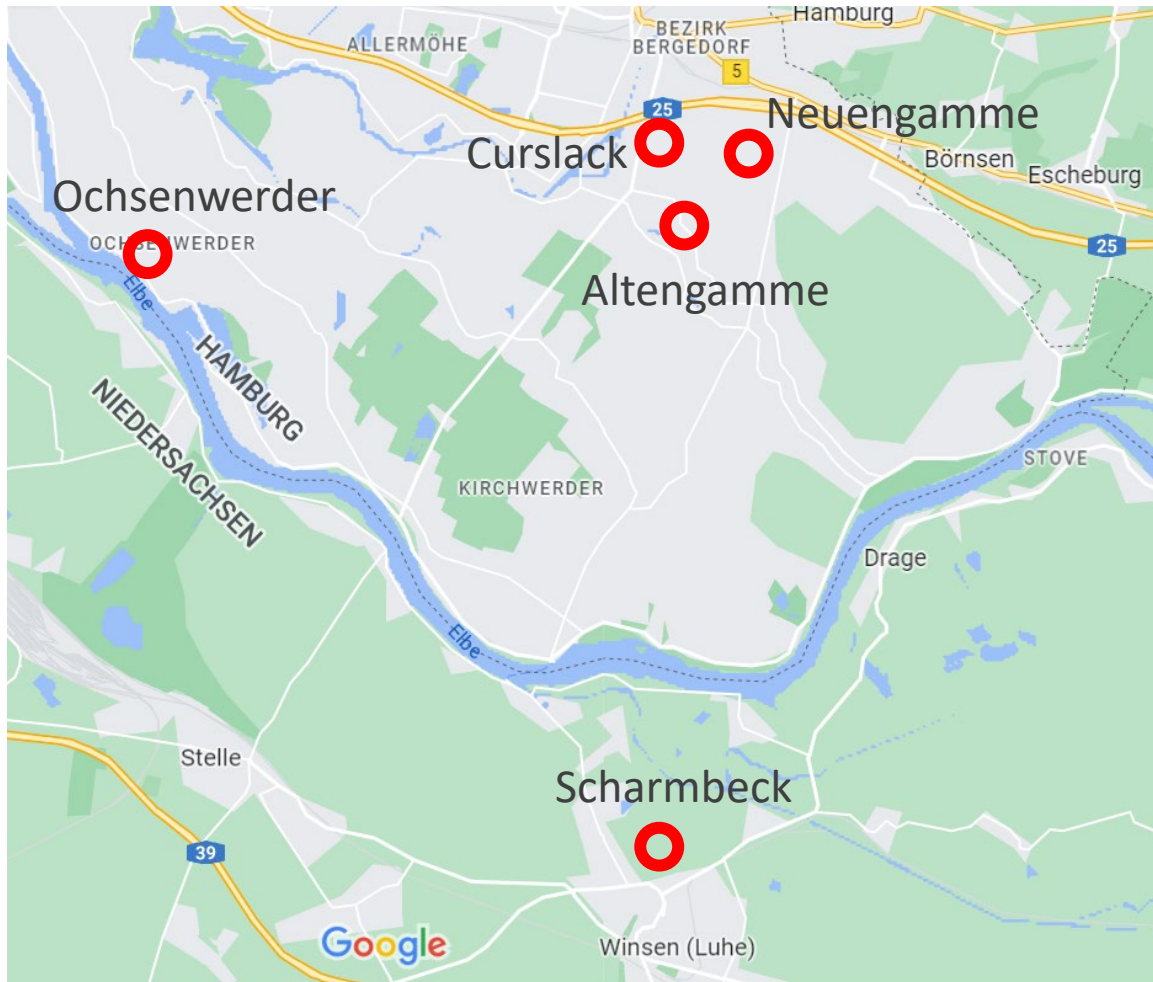 Hamburg
BEZIRK
BERGEDORF
ALLERMÖHE
5
25
Neuengamme
Curslack
Börnsen
Escheburg
Ochsenwerder
OCHSENWERDER
25
Altengamme
Elbe
HAMBURG
NIEDERSACHSEN
STOVE
KIRCHWERDER
Drage
Elbe
Stelle
Scharmbeck
39
Google
Winsen (Luhe)